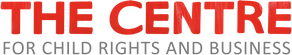 THE CENTRE
FOR CHILD RIGHTS AND BUSINESS